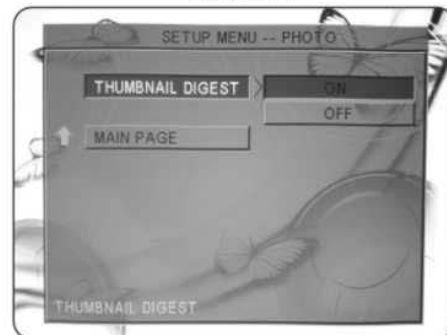 SETUP MENU -- PHOTO
THUMBNAIL DIGEST
ON
OFF
MAIN PAGE
THUMBNAIL DIGEST